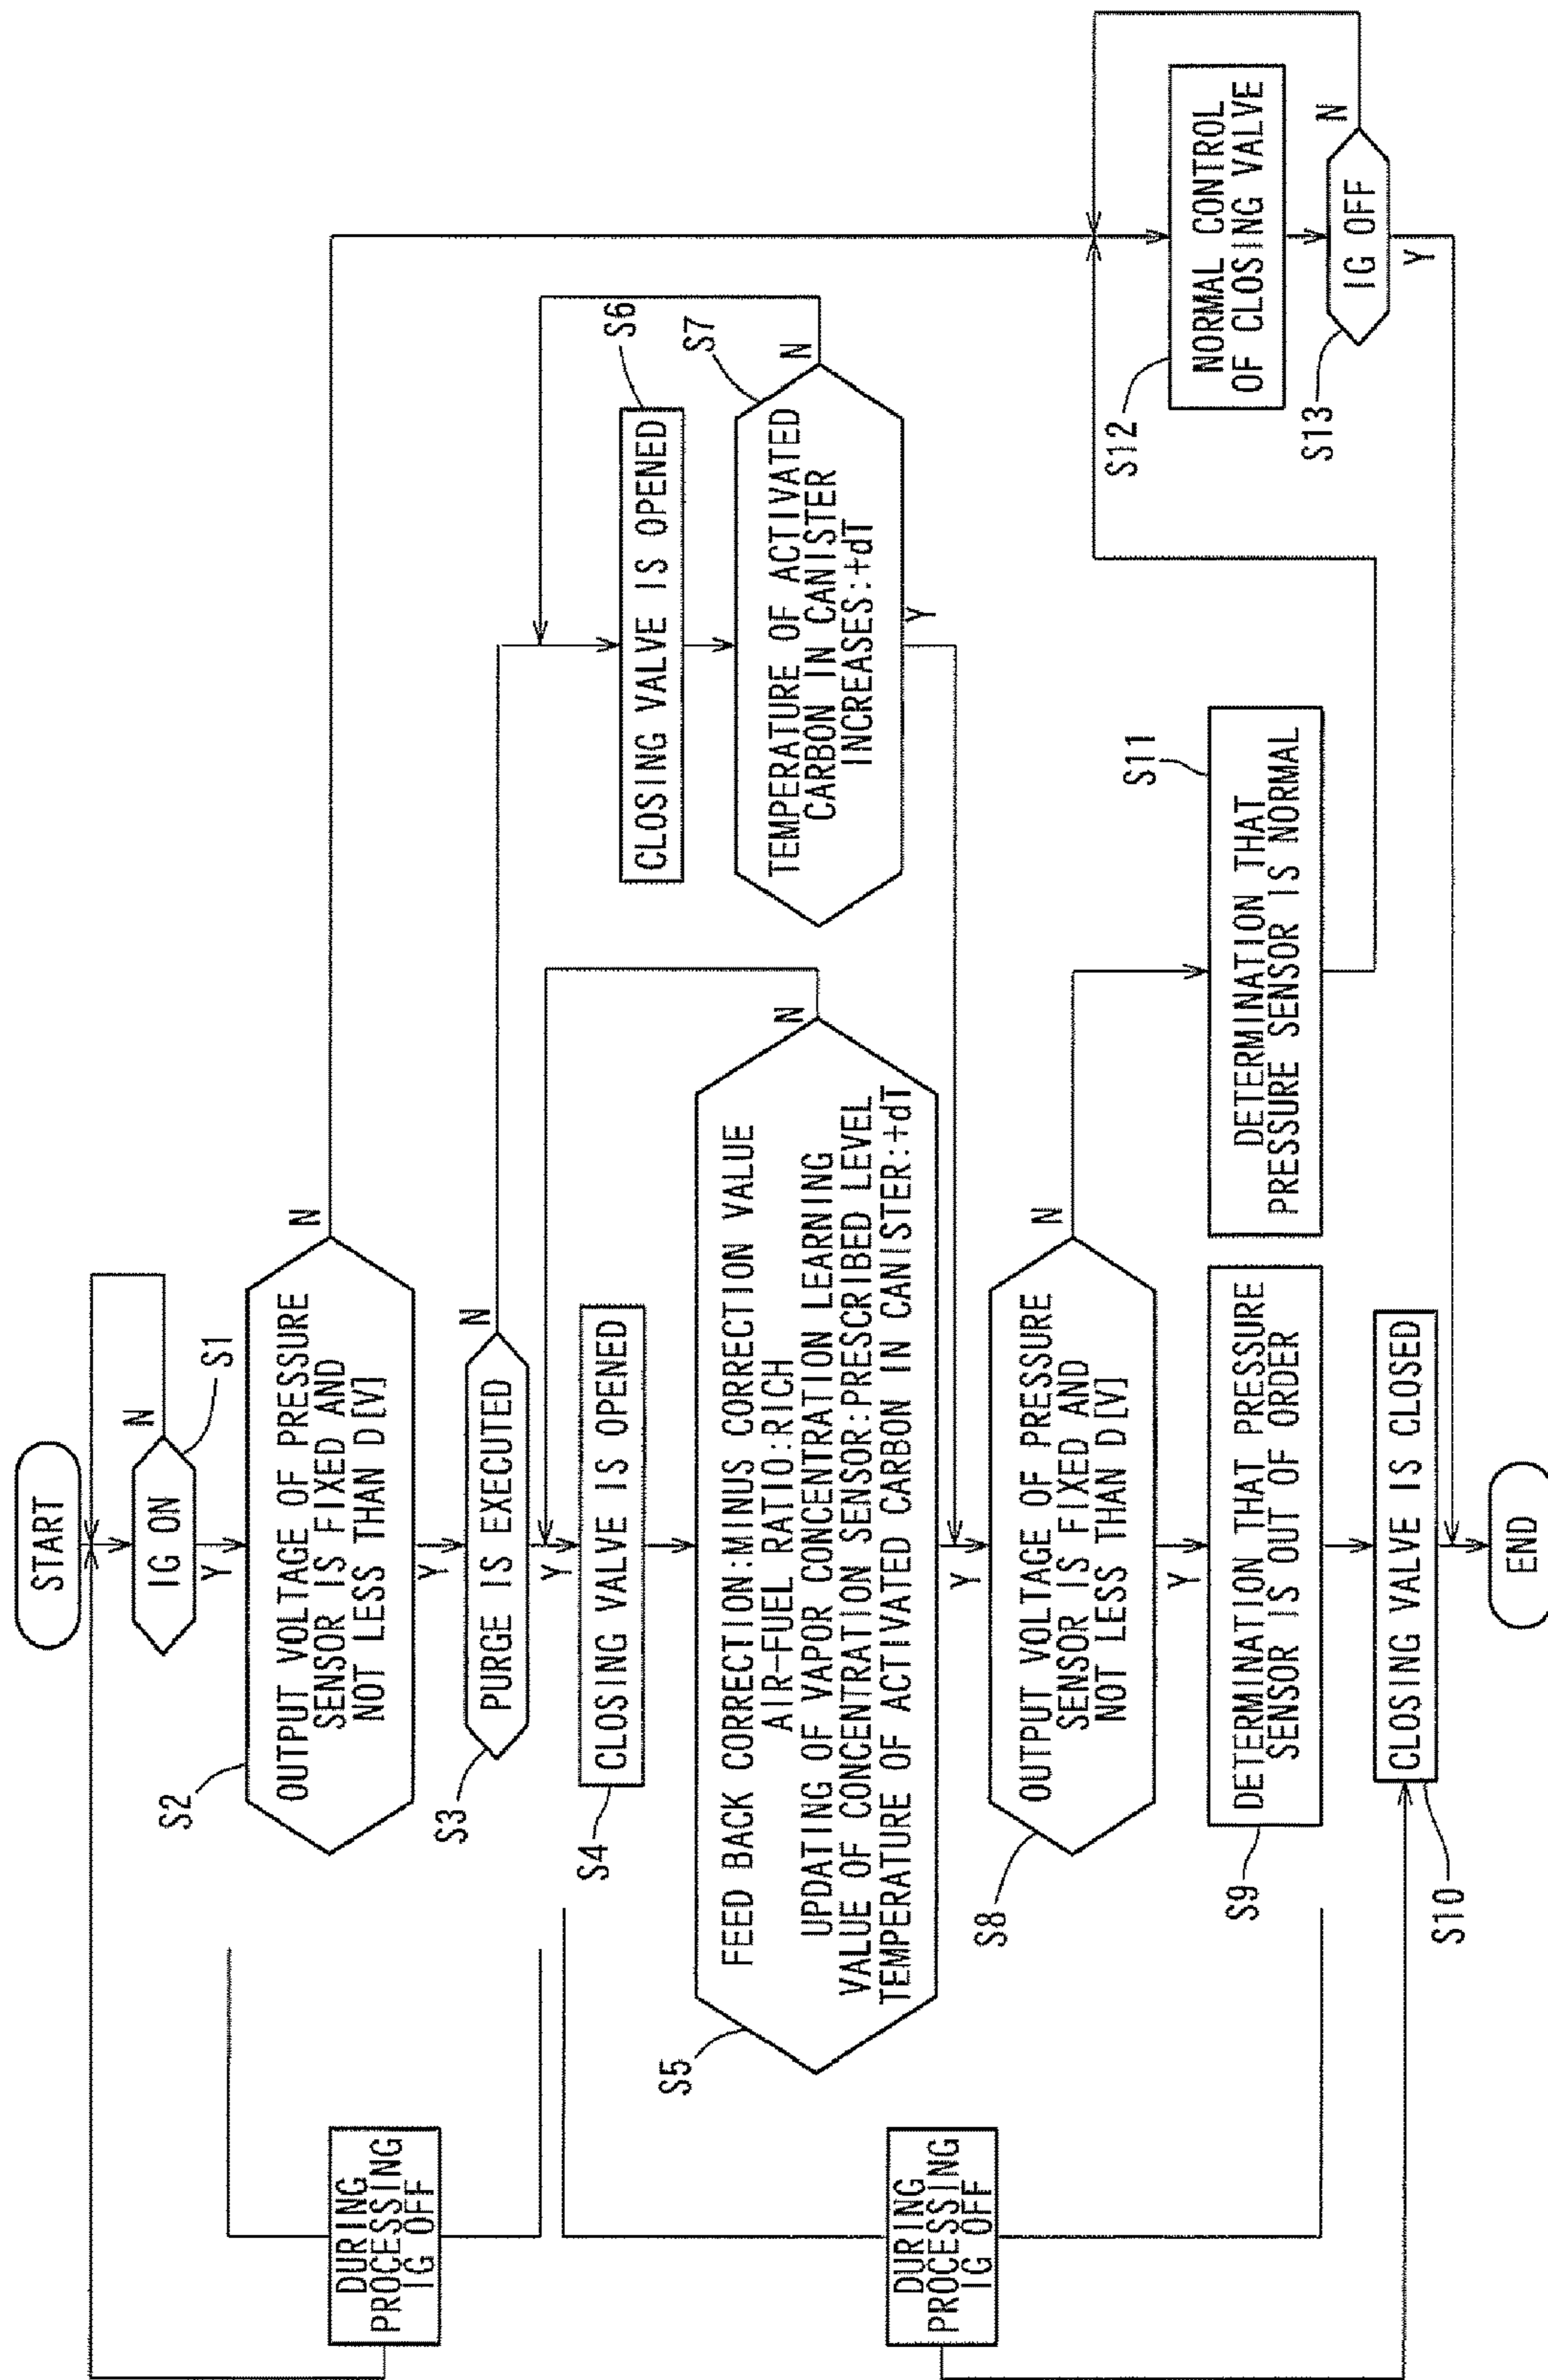 START
IG ON
S1
N
Y
S2
OUTPUT VOLTAGE OF PRESSURE
SENSOR IS FIXED AND
NOT LESS THAN D[V]
N
Y
S3
PURGE IS EXECUTED
N
Y
S4
CLOSING VALVE IS OPENED
S5
FEED BACK CORRECTION:MINUS CORRECTION VALUE
AIR-FUEL RATIO:RICH
UPDATING OF VAPOR CONCENTRATION LEARNING
VALUE OF CONCENTRATION SENSOR:PRESCRIBED LEVEL
TEMPERATURE OF ACTIVATED CARBON IN CANISTER:+dT
N
Y
CLOSING VALVE IS OPENED
S6
TEMPERATURE OF ACTIVATED
CARBON IN CANISTER
INCREASES:+dT
S7
N
Y
S8
OUTPUT VOLTAGE OF PRESSURE
SENSOR IS FIXED AND
NOT LESS THAN D[V]
N
Y
S9
DETERMINATION THAT PRESSURE
SENSOR IS OUT OF ORDER
S10
CLOSING VALVE IS CLOSED
END
S11
DETERMINATION THAT
PRESSURE SENSOR IS NORMAL
S12
NORMAL CONTROL
OF CLOSING VALVE
S13
IG OFF
N
Y
DURING
PROCESSING
IG OFF
DURING
PROCESSING
IG OFF